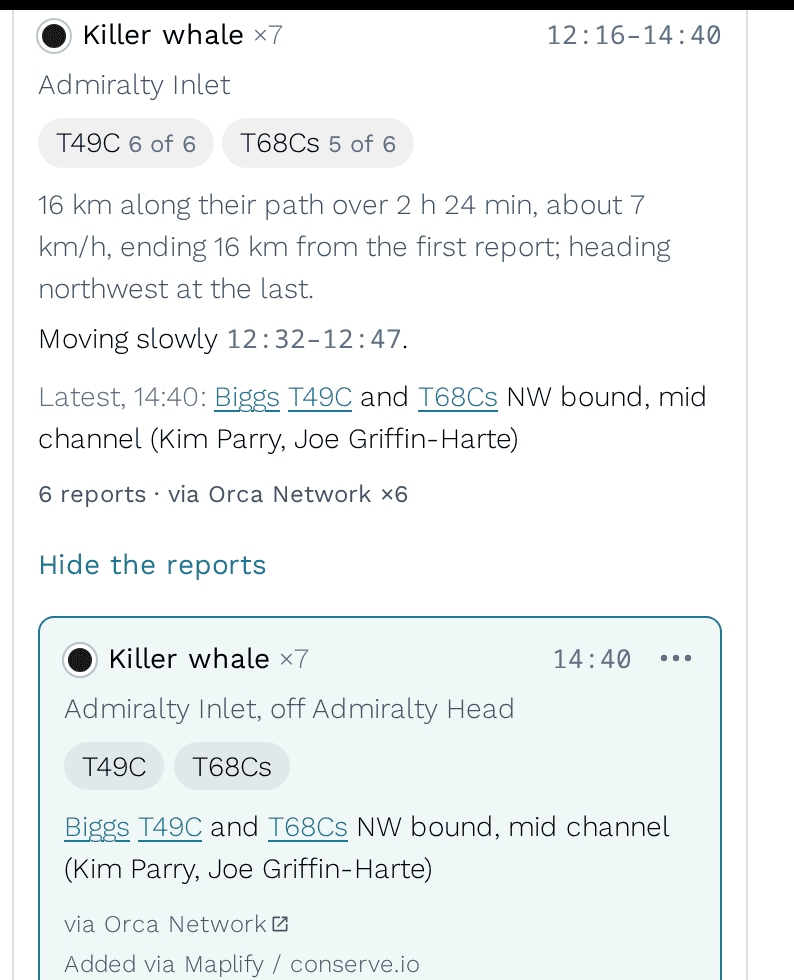 Killer whale ×7 12:16–14:40
Admiralty Inlet
T49C 6 of 6 T68Cs 5 of 6
16 km along their path over 2 h 24 min, about 7
km/h, ending 16 km from the first report; heading
northwest at the last.
Moving slowly 12:32–12:47.
Latest, 14:40: Biggs T49C and T68Cs NW bound, mid
channel (Kim Parry, Joe Griffin-Harte)
6 reports · via Orca Network ×6
Hide the reports
Killer whale ×7 14:40 •••
Admiralty Inlet, off Admiralty Head
T49C T68Cs
Biggs T49C and T68Cs NW bound, mid channel
(Kim Parry, Joe Griffin-Harte)
via Orca Network
Added via Maplify / conserve.io